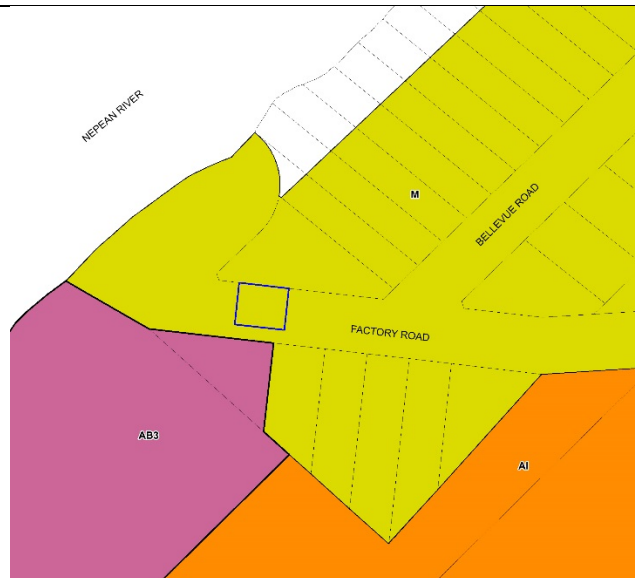 NEPEAN RIVER
M
BELLEVUE ROAD
FACTORY ROAD
AB3
AI